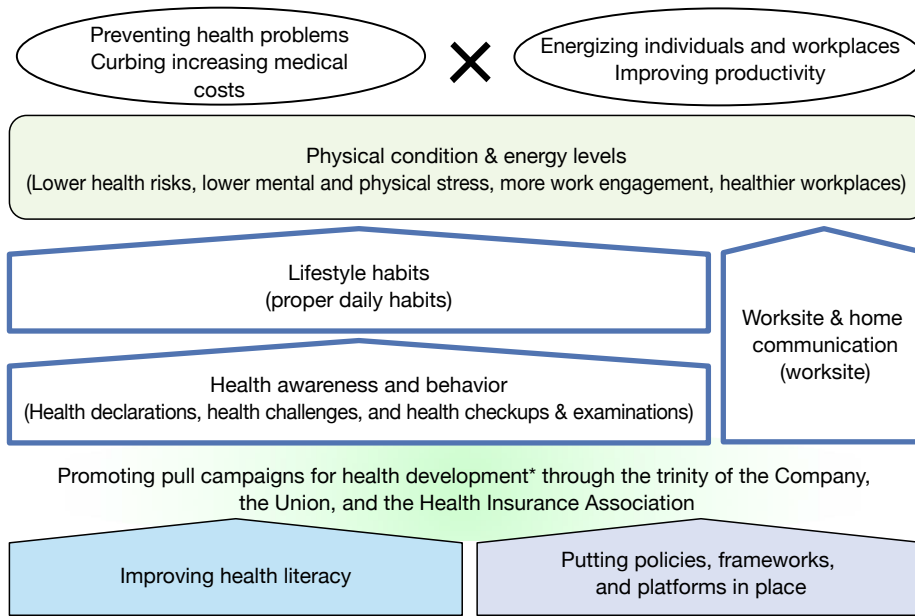 Preventing health problems
Curbing increasing medical
costs
×
Energizing individuals and workplaces
Improving productivity
Physical condition & energy levels
(Lower health risks, lower mental and physical stress, more work engagement, healthier workplaces)
Lifestyle habits
(proper daily habits)
Worksite & home
communication
(worksite)
Health awareness and behavior
(Health declarations, health challenges, and health checkups & examinations)
Promoting pull campaigns for health development* through the trinity of the Company,
the Union, and the Health Insurance Association
Improving health literacy
Putting policies, frameworks,
and platforms in place